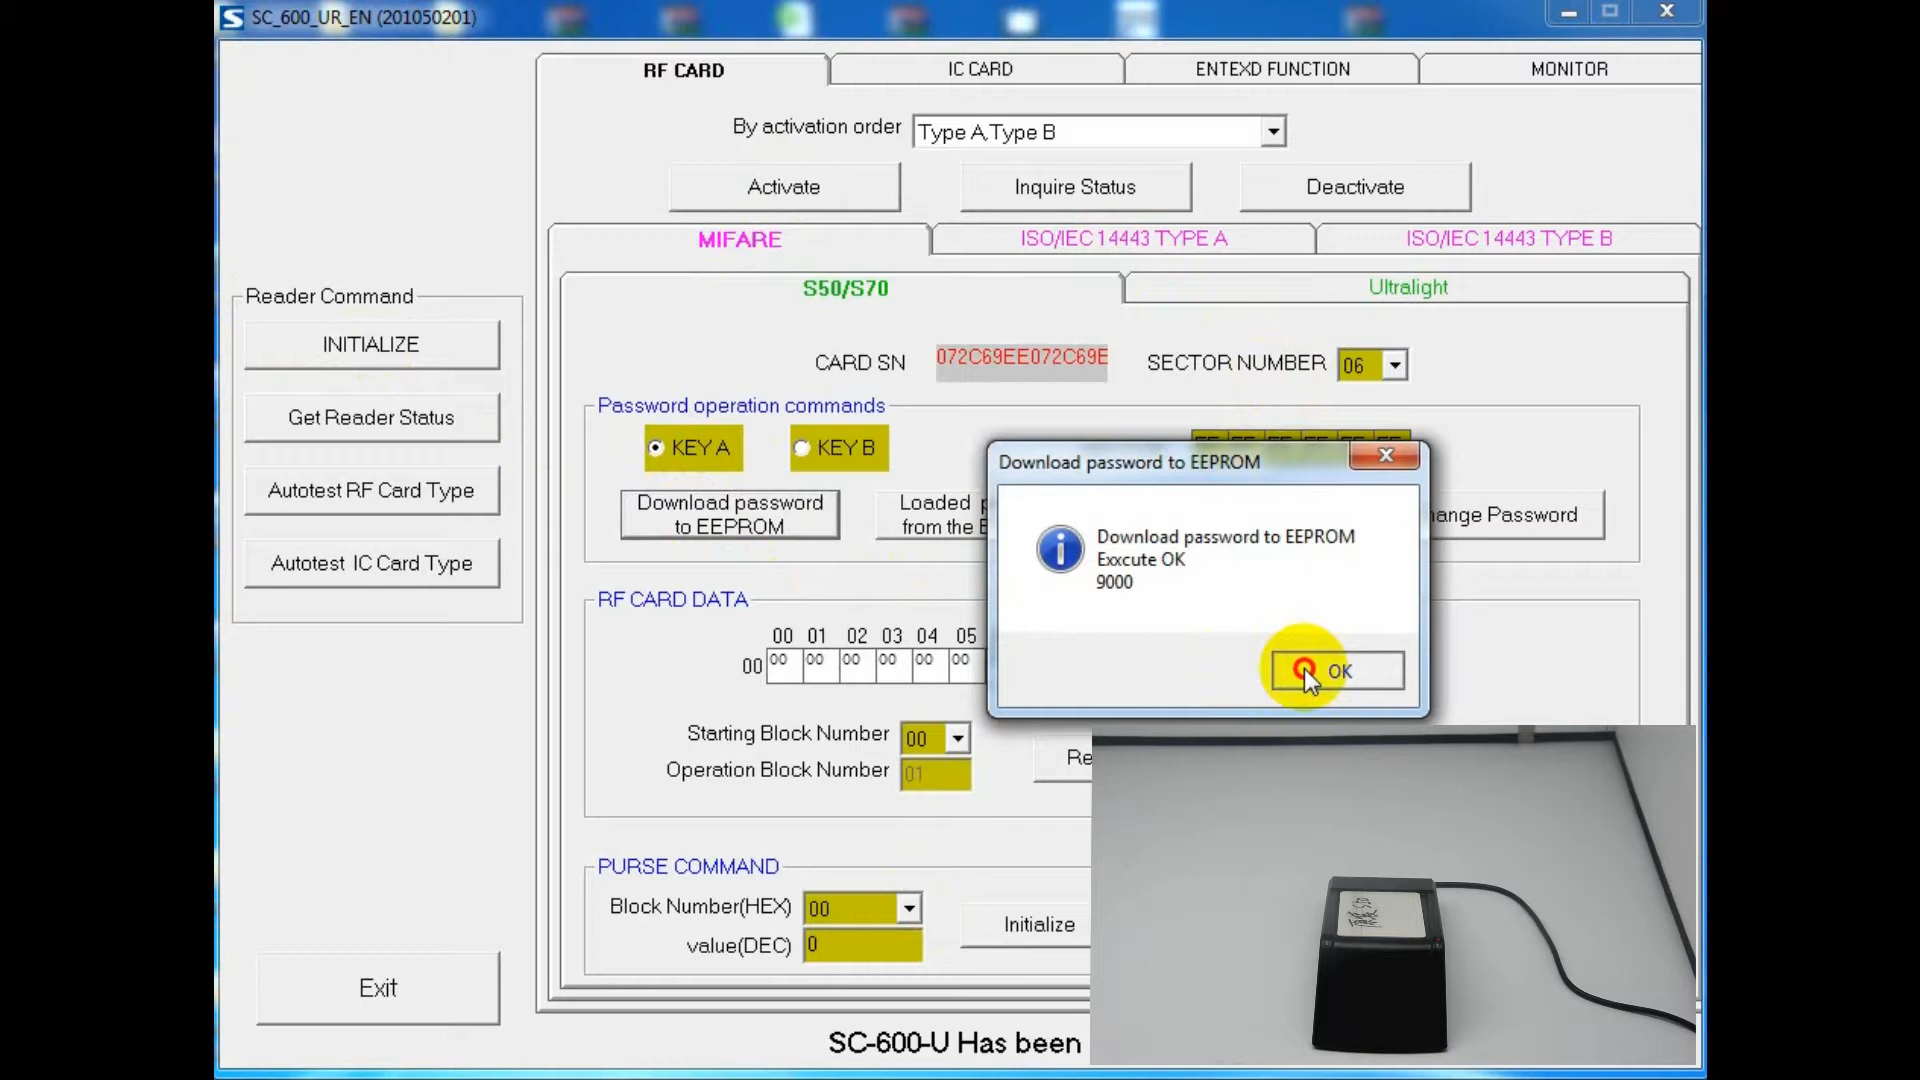 SC_600_UR_EN (201050201)
RF CARD
IC CARD
ENTEXD FUNCTION
MONITOR
By activation order
Type A,Type B
Activate
Inquire Status
Deactivate
MIFARE
ISO/IEC 14443 TYPE A
ISO/IEC 14443 TYPE B
S50/S70
Ultralight
Reader Command
INITIALIZE
Get Reader Status
Autotest RF Card Type
Autotest IC Card Type
Exit
CARD SN
072C69EE072C69E
SECTOR NUMBER
06
Password operation commands
KEY A
KEY B
Download password
to EEPROM
Loaded
from the
hange Password
Download password to EEPROM
Download password to EEPROM
Exxcute OK
9000
OK
RF CARD DATA
00 01 02 03 04 05
00 00 00 00 00 00 00
Starting Block Number
00
Operation Block Number
01
Re
PURSE COMMAND
Block Number(HEX)
00
value(DEC)
0
Initialize
SC-600-U Has been